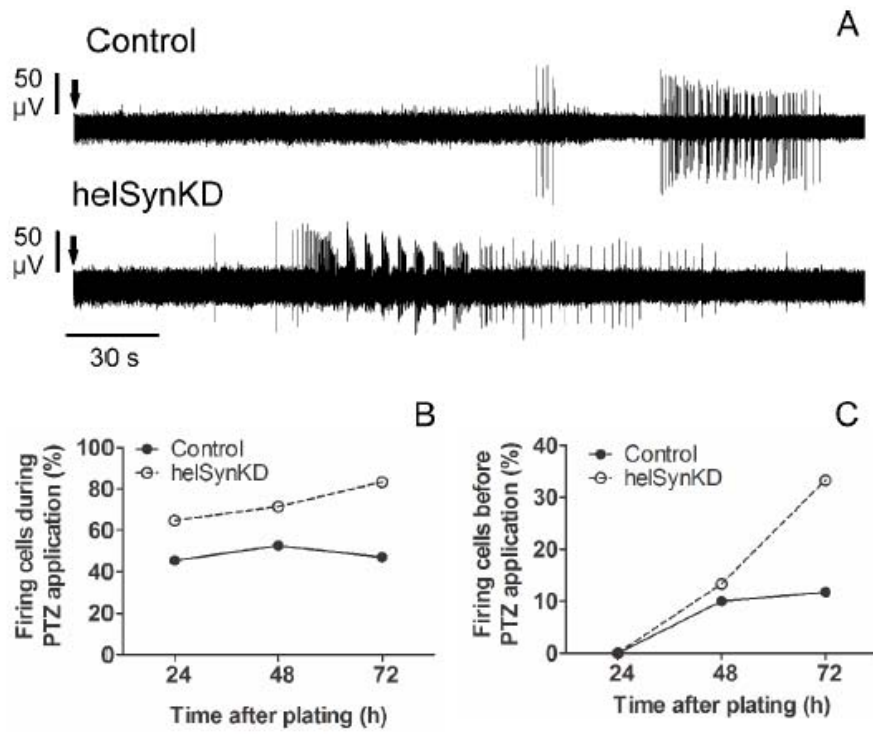 A
Control
50
µV
helSynKD
50
µV
30 s
B
Control
helSynKD
100
80
60
40
20
0
24 48 72
Firing cells during
PTZ application (%)
Time after plating (h)
C
Control
helSynKD
40
30
20
10
0
24 48 72
Firing cells before
PTZ application (%)
Time after plating (h)